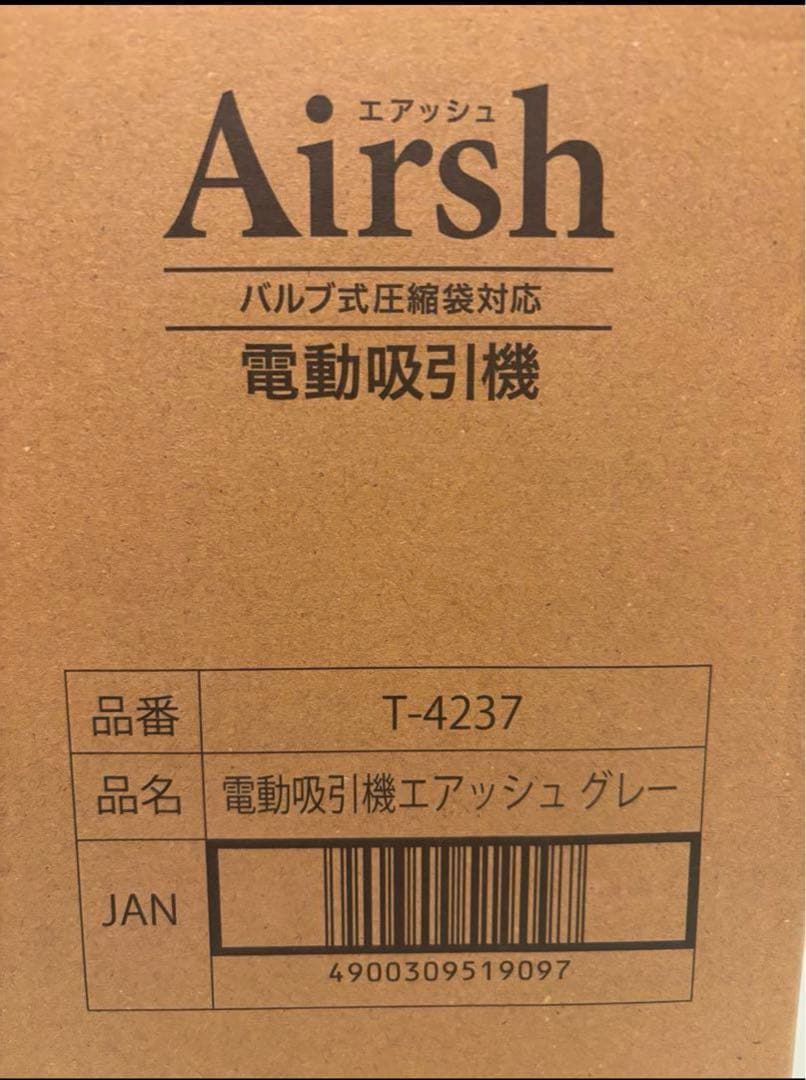 エアッシュ
Airsh
バルブ式圧縮袋対応
電動吸引機
品番 T-4237
品名 電動吸引機エアッシュ グレー
JAN
4900309519097